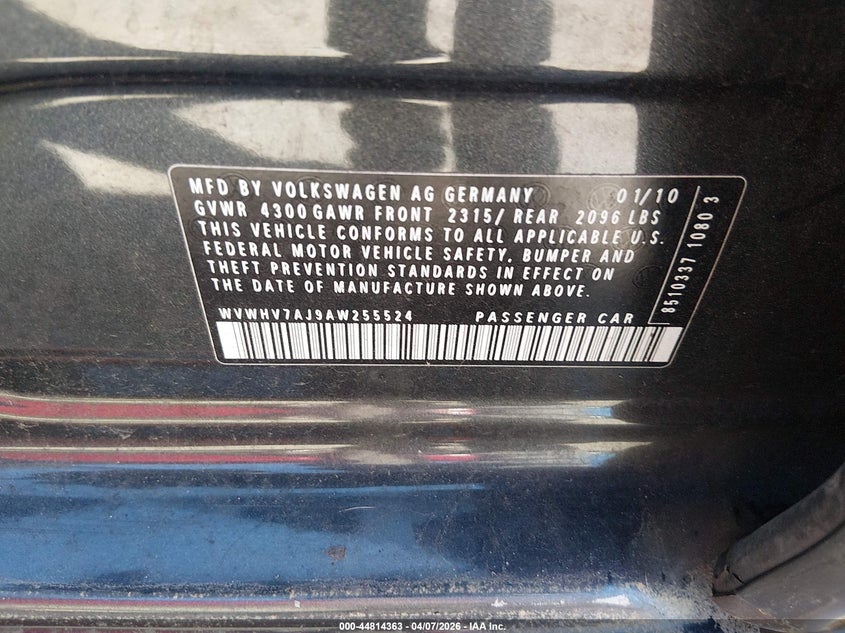 MFD BY VOLKSWAGEN AG GERMANY 01/10
GVWR 4300 GAWR FRONT 2315/ REAR 2096 LBS
THIS VEHICLE CONFORMS TO ALL APPLICABLE U.S.
FEDERAL MOTOR VEHICLE SAFETY, BUMPER AND
THEFT PREVENTION STANDARDS IN EFFECT ON
THE DATE OF MANUFACTURE SHOWN ABOVE.
WVWHV7AJ9AW255524 PASSENGER CAR
8510337 1080 3
000-44814363 - 04/07/2026 - IAA Inc.